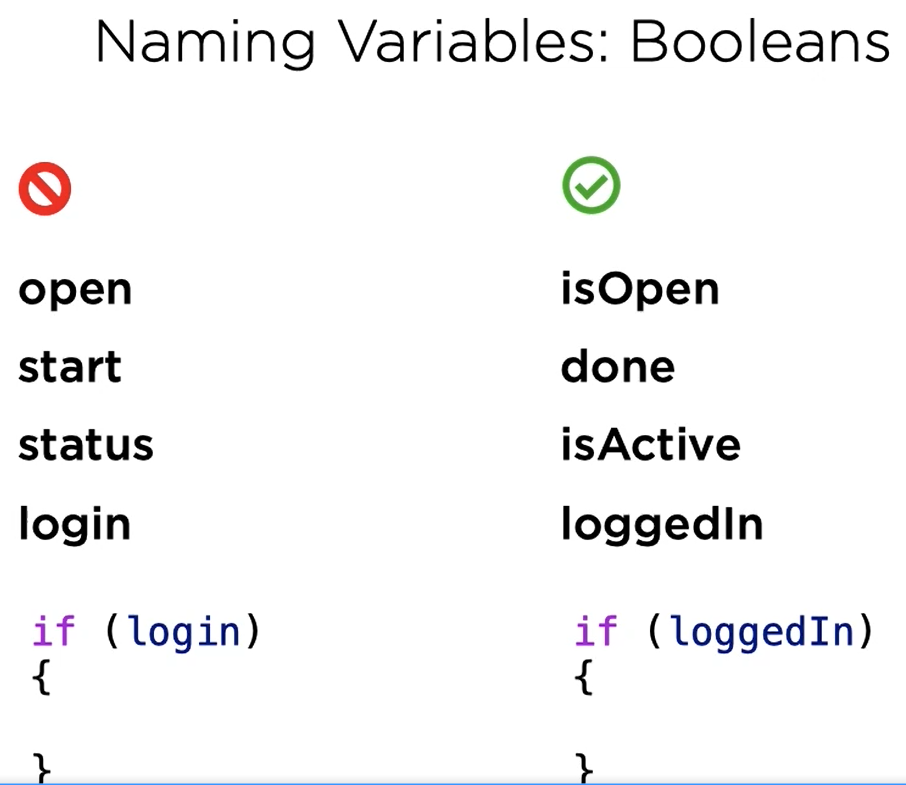 Naming Variables: Booleans
open
start
status
login
if (login)
{
}
isOpen
done
isActive
loggedIn
if (loggedIn)
{
}